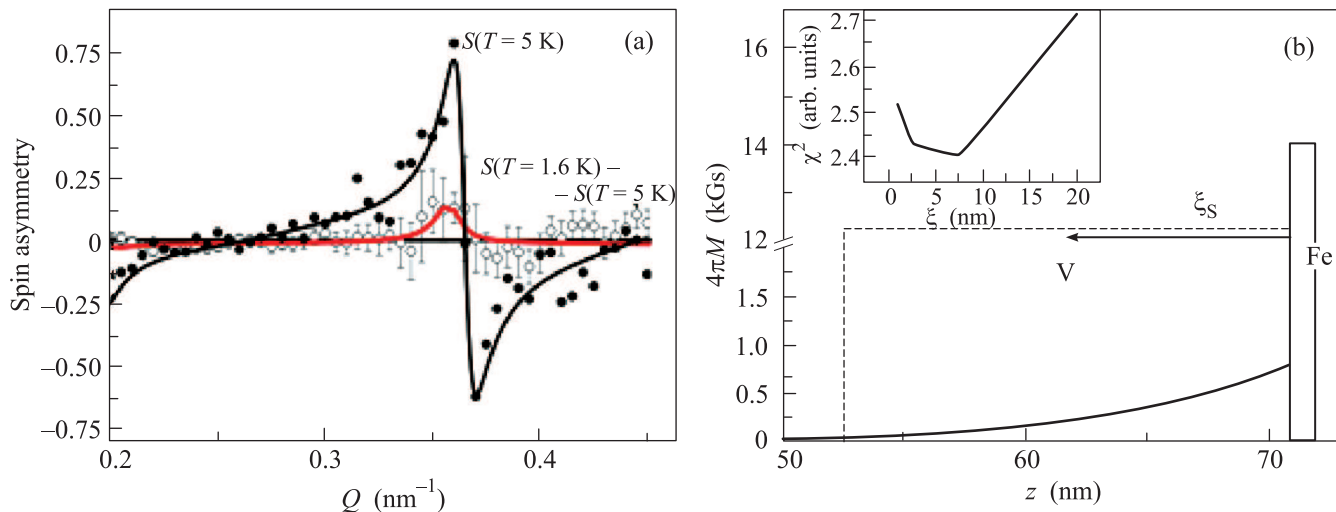 (a)
Spin asymmetry
0.75
0.50
0.25
0
–0.25
–0.50
–0.75
S(T = 5 K)
S(T = 1.6 K) –
– S(T = 5 K)
0.2
0.3
0.4
Q (nm⁻¹)
(b)
4πM (kGs)
16
14
12
1.5
1.0
0.5
0
χ² (arb. units)
2.7
2.6
2.5
2.4
0
5
10
15
20
ξ (nm)
ξS
V
Fe
50
60
70
z (nm)